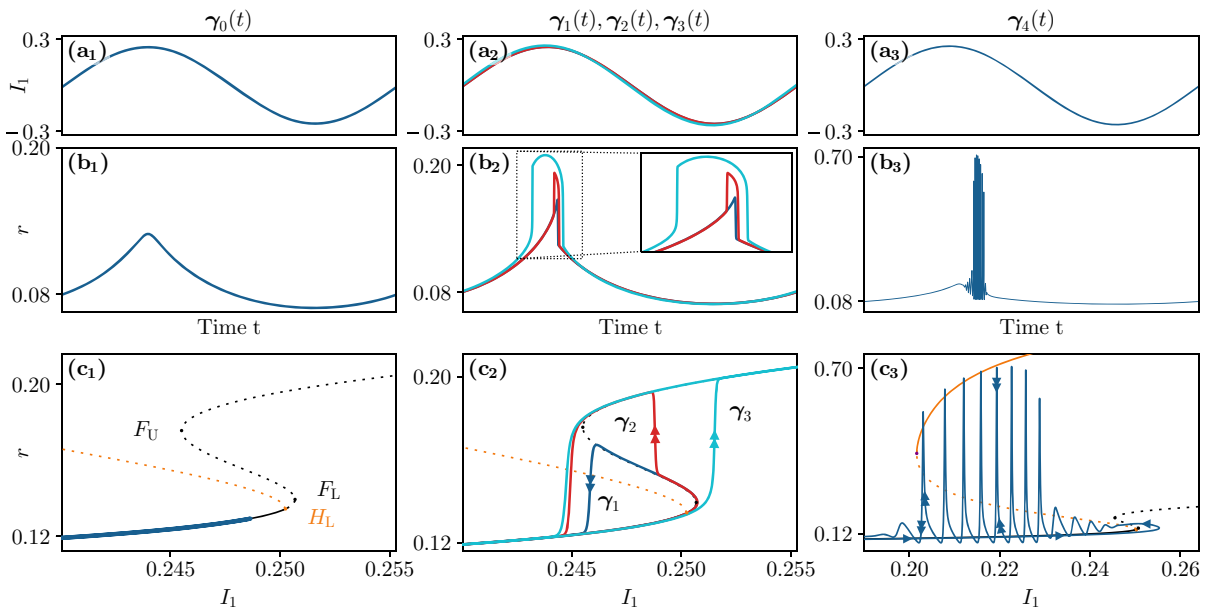 γ₀(t)
γ₁(t), γ₂(t), γ₃(t)
γ₄(t)
(a₁)
0.3
I₁
−0.3
(a₂)
0.3
−0.3
(a₃)
0.3
−0.3
(b₁)
0.20
r
0.08
Time t
(b₂)
0.20
0.08
Time t
(b₃)
0.70
0.08
Time t
(c₁)
0.20
r
0.12
F_U
F_L
H_L
0.245 0.250 0.255
I₁
(c₂)
0.20
0.12
γ₂
γ₃
γ₁
0.245 0.250 0.255
I₁
(c₃)
0.70
0.12
0.20 0.22 0.24 0.26
I₁